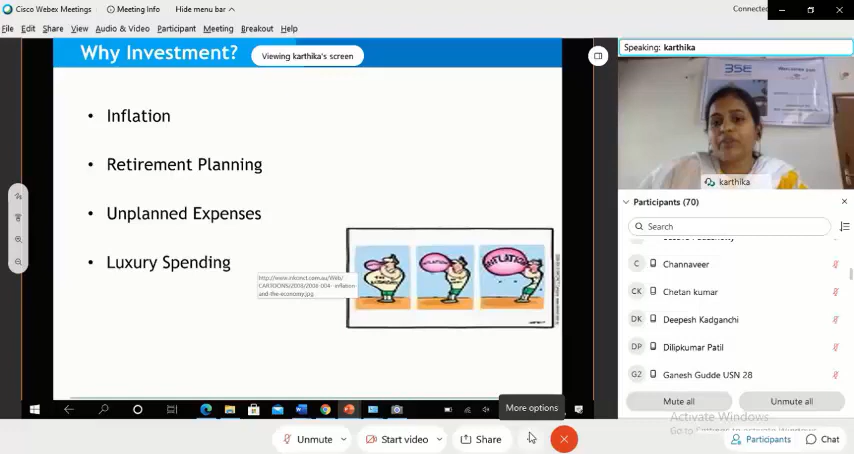 Cisco Webex Meetings
Meeting Info
Hide menu bar
Connected
File Edit Share View Audio & Video Participant Meeting Breakout Help
Why Investment?
Viewing karthika's screen
• Inflation
• Retirement Planning
• Unplanned Expenses
• Luxury Spending
INFLATION
Speaking: karthika
BSE
karthika
Participants (70)
Search
C Channaveer
CK Chetan kumar
DK Deepesh Kadganchi
DP Dilipkumar Patil
G2 Ganesh Gudde USN 28
Mute all
Unmute all
Activate Windows
More options
Unmute
Start video
Share
Participants
Chat